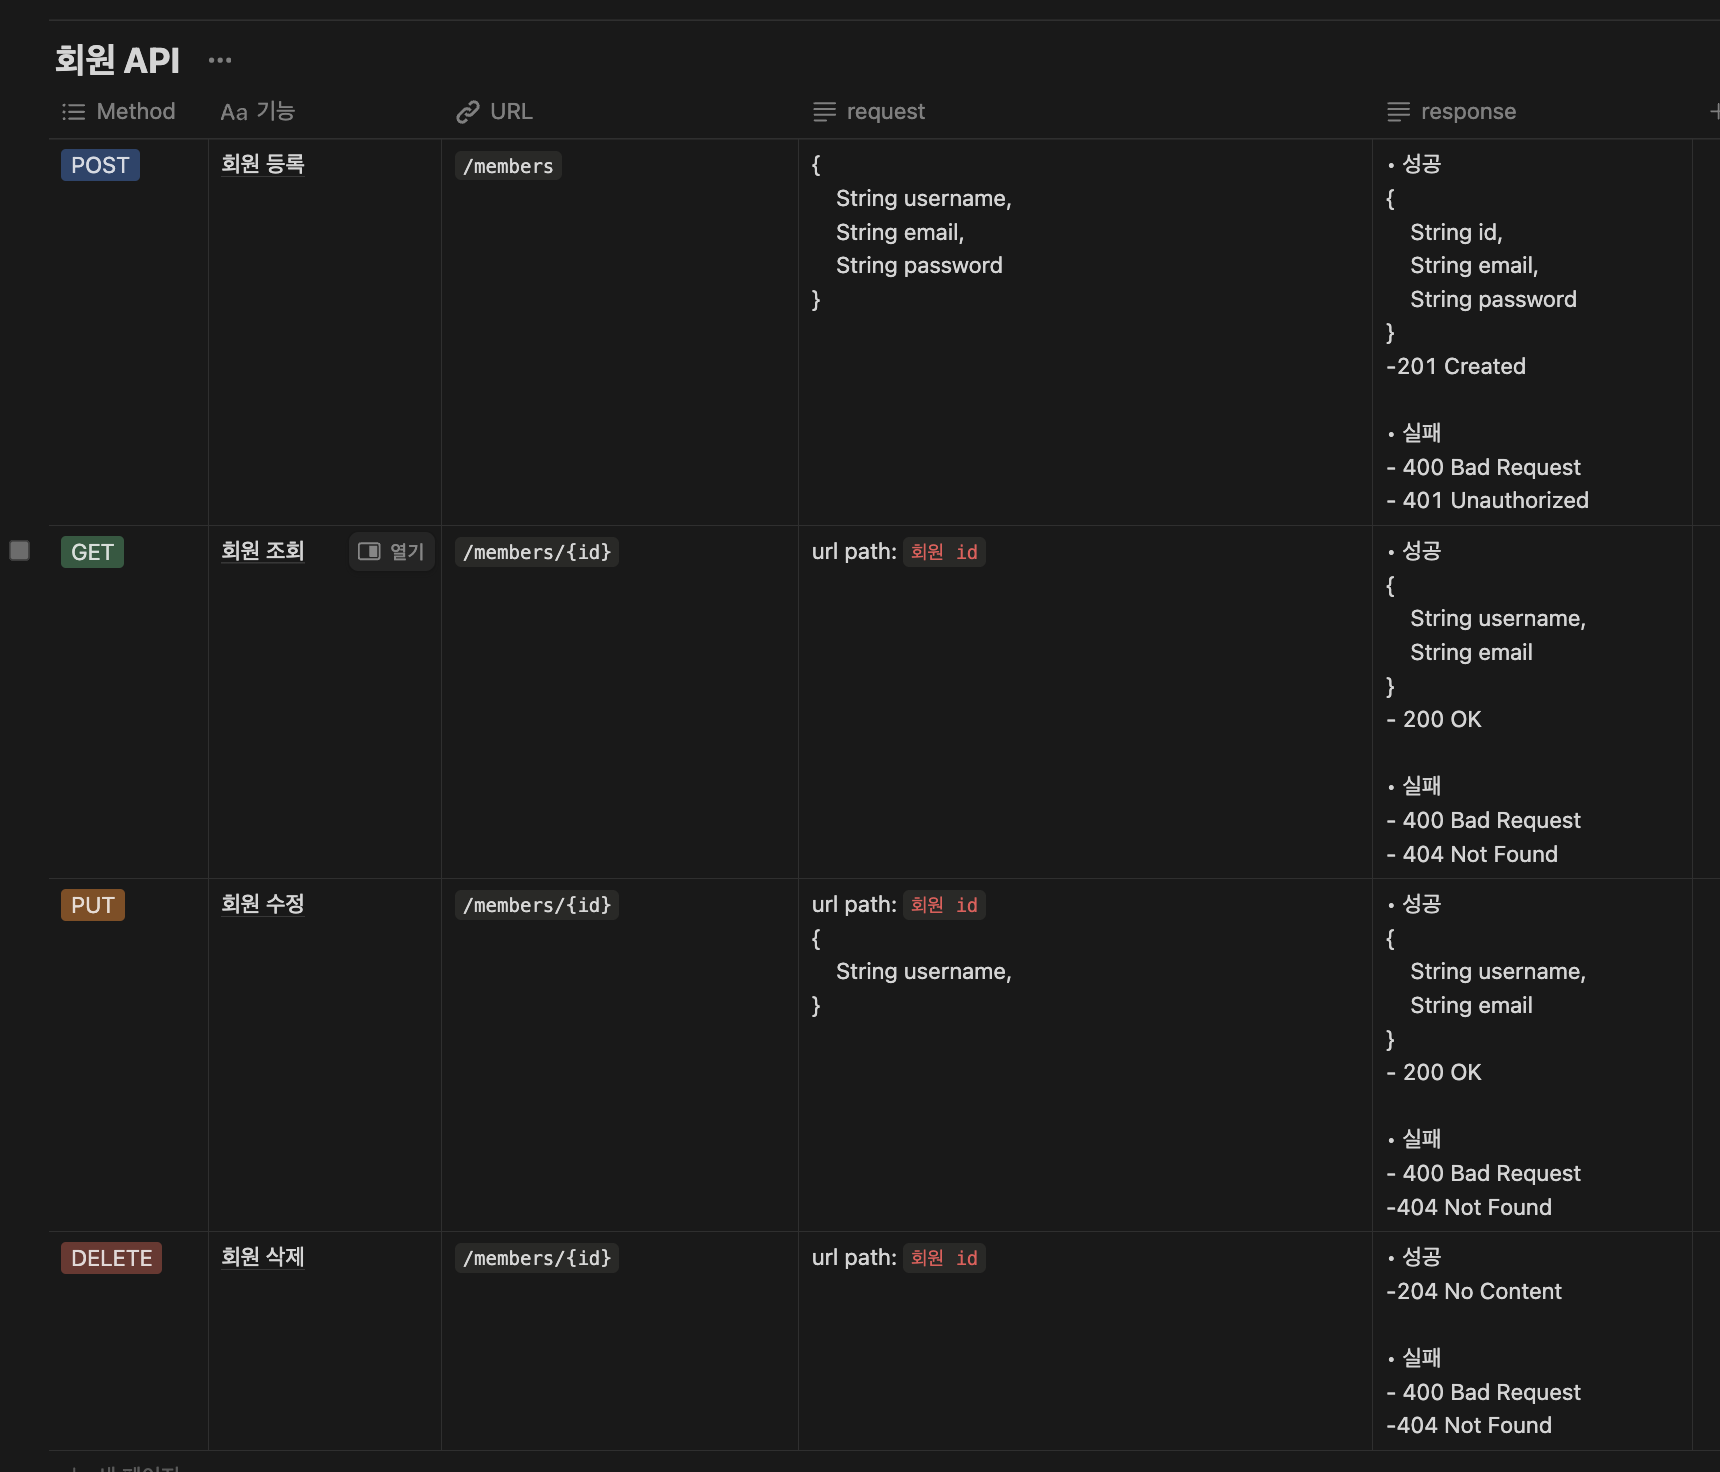 회원 API ...
Method Aa 기능 URL request response
POST 회원 등록 /members
{
String username,
String email,
String password
}
• 성공
{
String id,
String email,
String password
}
-201 Created
• 실패
- 400 Bad Request
- 401 Unauthorized
GET 회원 조회 열기 /members/{id} url path: 회원 id
• 성공
{
String username,
String email
}
- 200 OK
• 실패
- 400 Bad Request
- 404 Not Found
PUT 회원 수정 /members/{id} url path: 회원 id
{
String username,
}
• 성공
{
String username,
String email
}
- 200 OK
• 실패
- 400 Bad Request
-404 Not Found
DELETE 회원 삭제 /members/{id} url path: 회원 id
• 성공
-204 No Content
• 실패
- 400 Bad Request
-404 Not Found